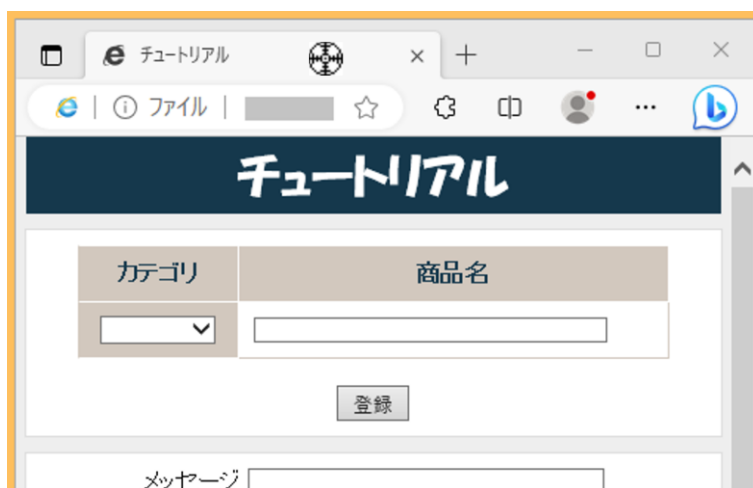 チュートリアル
ファイル
チュートリアル
カテゴリ 商品名
登録
メッセージ